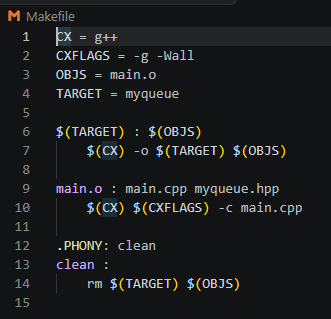 Makefile
1 CX = g++
2 CXFLAGS = -g -Wall
3 OBJS = main.o
4 TARGET = myqueue
5
6 $(TARGET) : $(OBJS)
7 $(CX) -o $(TARGET) $(OBJS)
8
9 main.o : main.cpp myqueue.hpp
10 $(CX) $(CXFLAGS) -c main.cpp
11
12 .PHONY: clean
13 clean :
14 rm $(TARGET) $(OBJS)
15